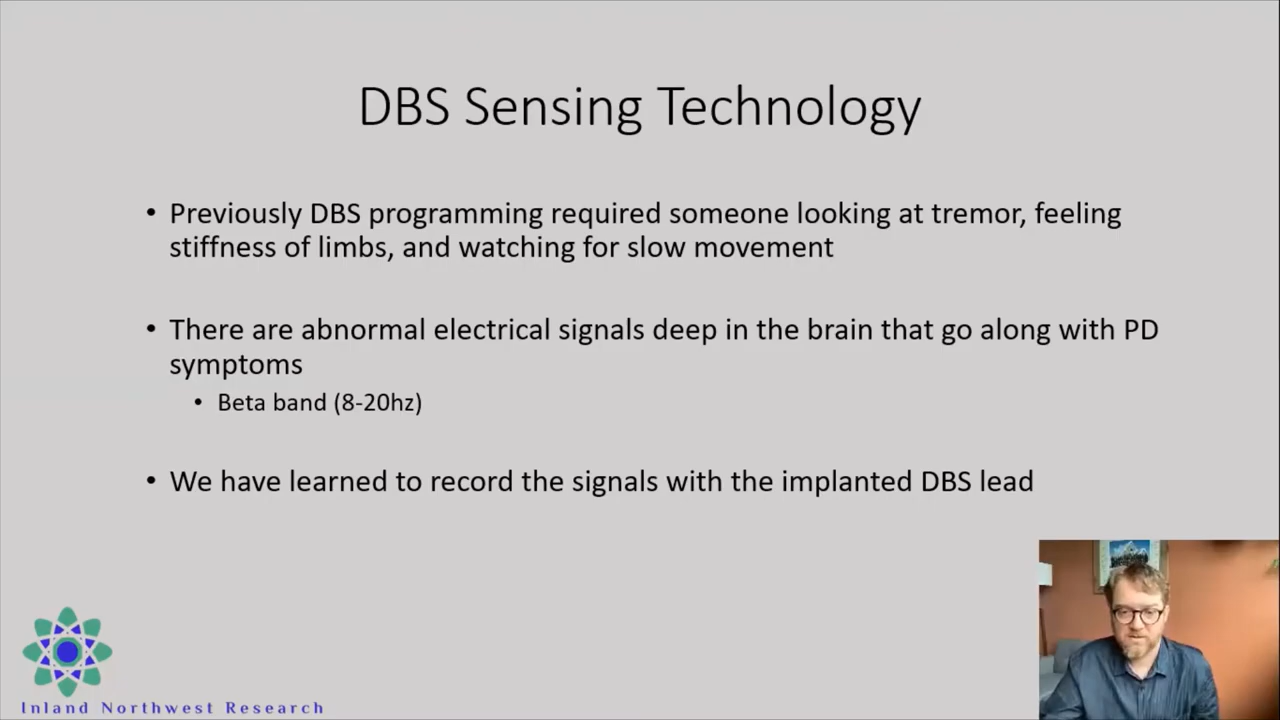 DBS Sensing Technology
• Previously DBS programming required someone looking at tremor, feeling
stiffness of limbs, and watching for slow movement
• There are abnormal electrical signals deep in the brain that go along with PD
symptoms
• Beta band (8-20hz)
• We have learned to record the signals with the implanted DBS lead
Inland Northwest Research